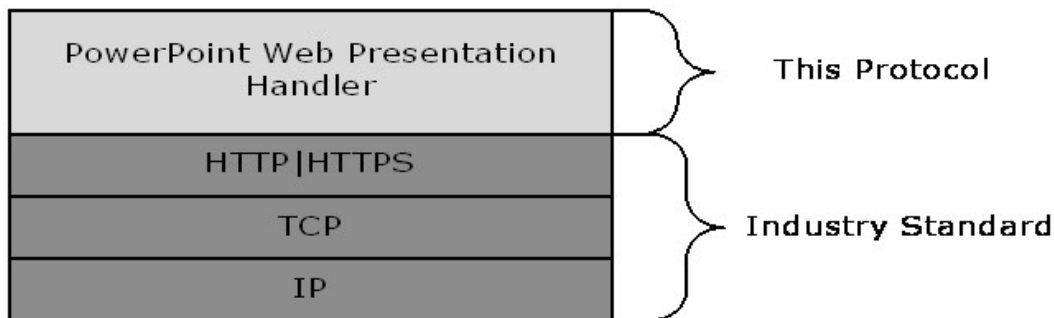 PowerPoint Web Presentation
Handler
This Protocol
HTTP|HTTPS
TCP
Industry Standard
IP